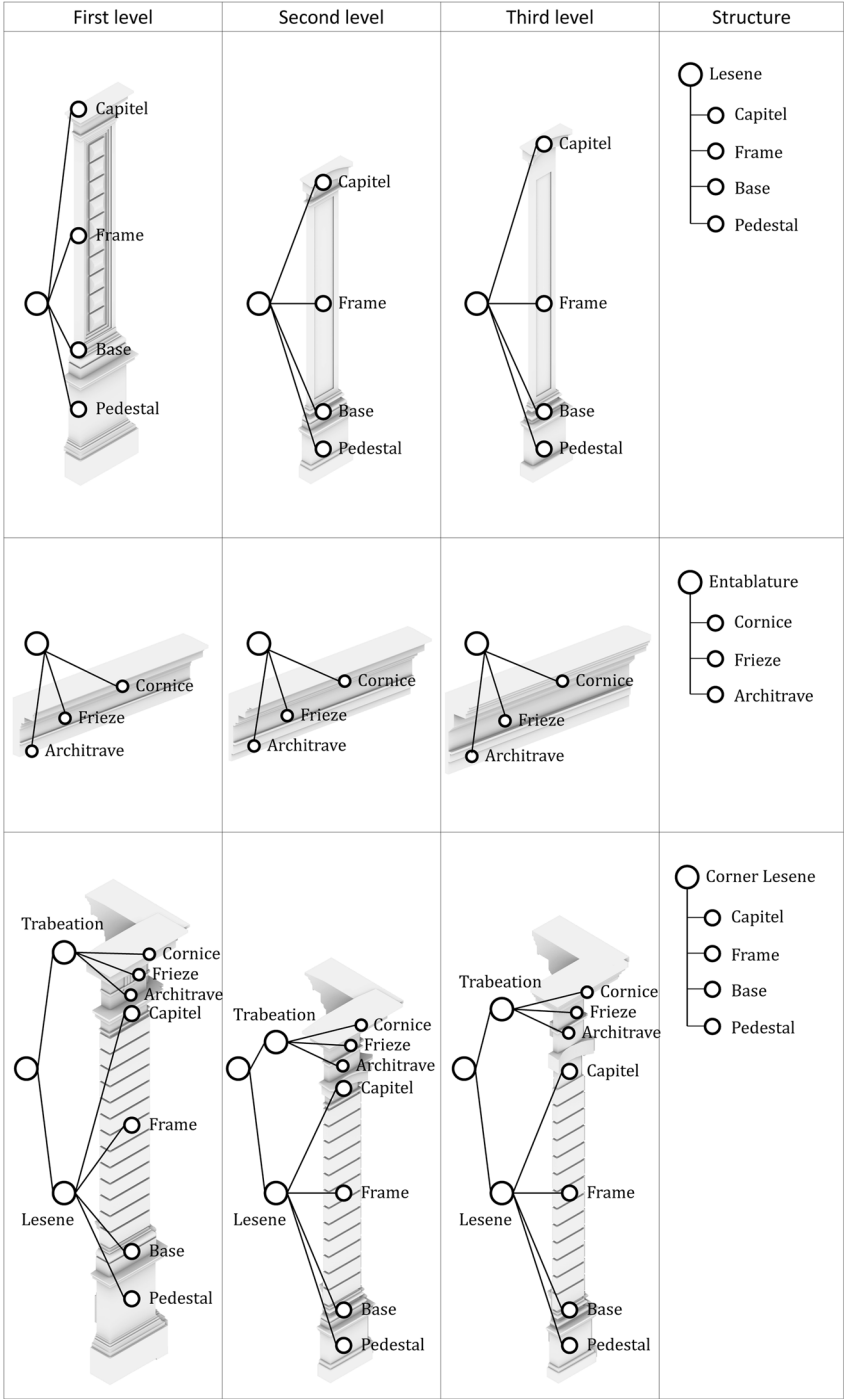 First level
Second level
Third level
Structure
Capitel
Frame
Base
Pedestal
Capitel
Frame
Base
Pedestal
Capitel
Frame
Base
Pedestal
Lesene
Capitel
Frame
Base
Pedestal
Cornice
Frieze
Architrave
Cornice
Frieze
Architrave
Cornice
Frieze
Architrave
Entablature
Cornice
Frieze
Architrave
Trabeation
Cornice
Frieze
Architrave
Capitel
Frame
Lesene
Base
Pedestal
Trabeation
Cornice
Frieze
Architrave
Capitel
Frame
Lesene
Base
Pedestal
Trabeation
Cornice
Frieze
Architrave
Capitel
Frame
Lesene
Base
Pedestal
Corner Lesene
Capitel
Frame
Base
Pedestal